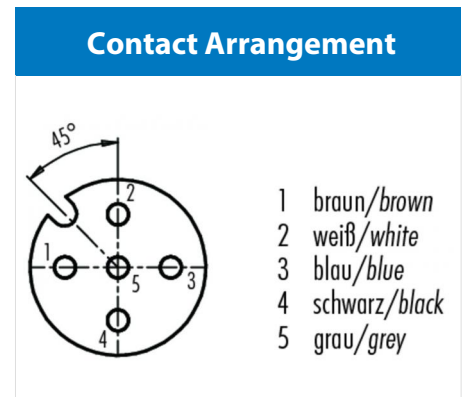 Contact Arrangement
45°
2
1
5
3
4
1 braun/brown
2 weiß/white
3 blau/blue
4 schwarz/black
5 grau/grey